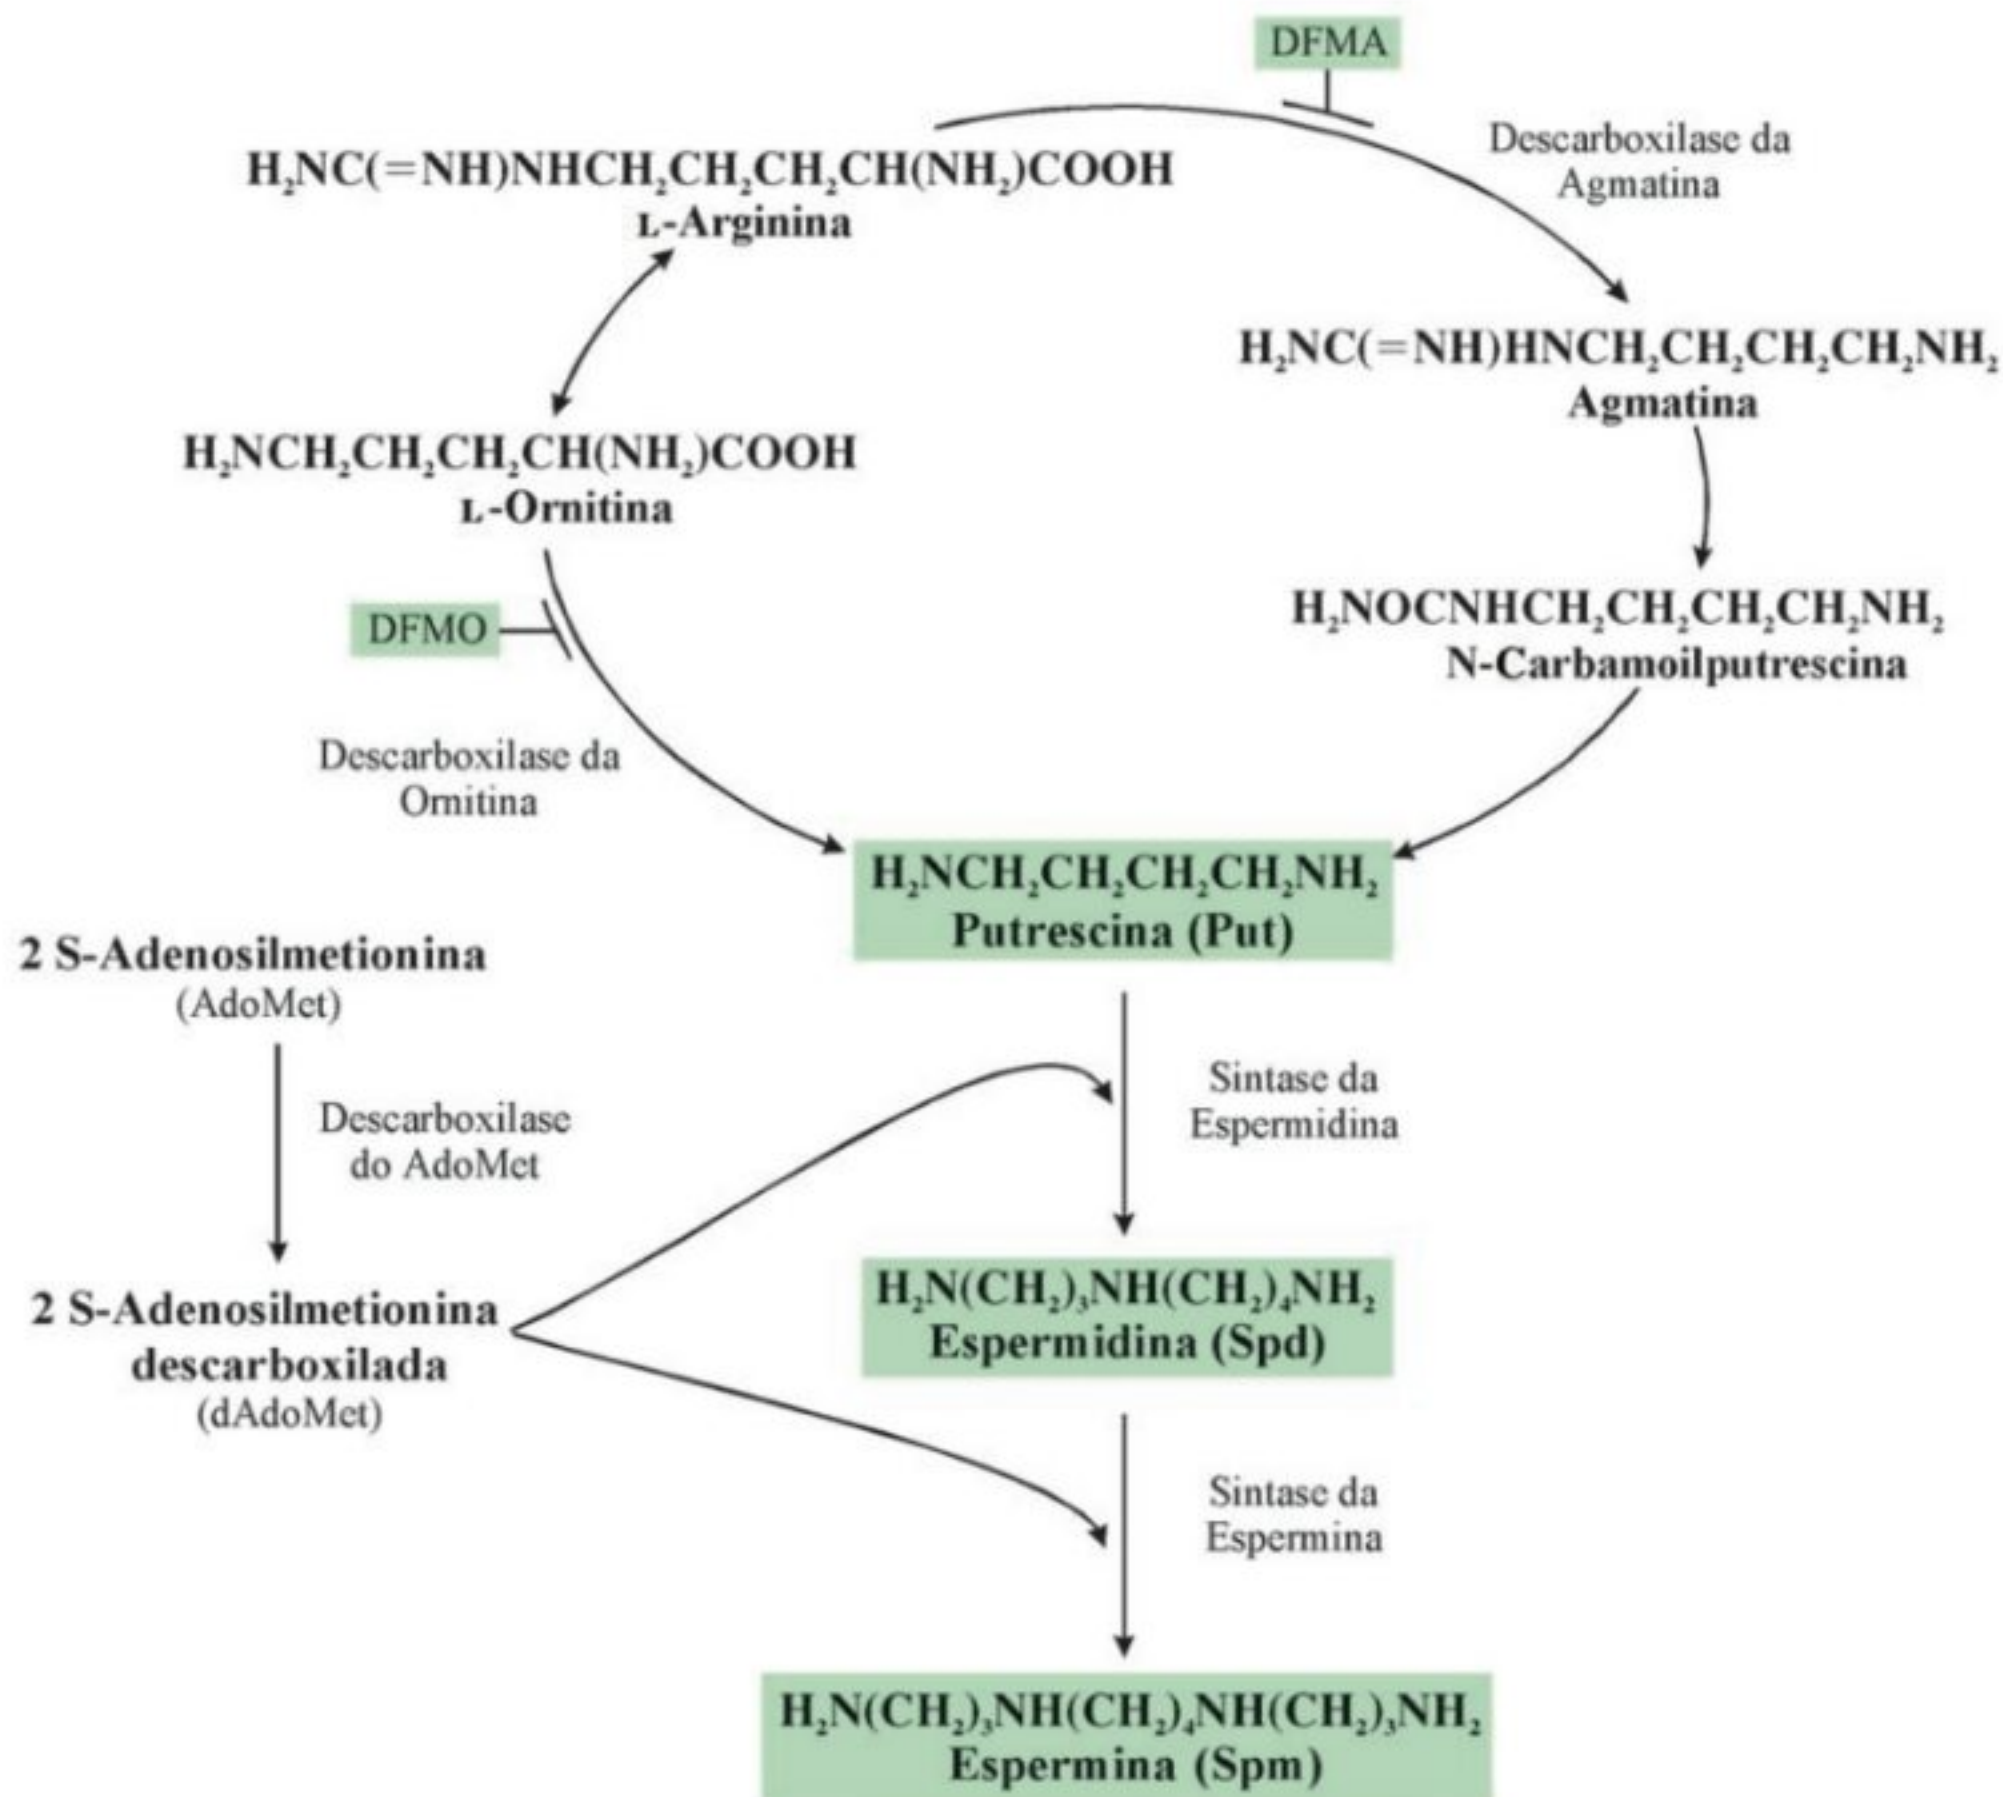 DFMA
Descarboxilase da
Agmatina
H₂NC(=NH)NHCH₂CH₂CH₂CH(NH₂)COOH
L-Arginina
H₂NC(=NH)HNCH₂CH₂CH₂CH₂NH₂
Agmatina
H₂NCH₂CH₂CH₂CH(NH₂)COOH
L-Ornitina
H₂NOCNHCH₂CH₂CH₂CH₂NH₂
N-Carbamoilputrescina
DFMO
Descarboxilase da
Ornitina
H₂NCH₂CH₂CH₂CH₂NH₂
Putrescina (Put)
2 S-Adenosilmetionina
(AdoMet)
Descarboxilase
do AdoMet
Sintase da
Espermidina
2 S-Adenosilmetionina
descarboxilada
(dAdoMet)
H₂N(CH₂)₃NH(CH₂)₄NH₂
Espermidina (Spd)
Sintase da
Espermina
H₂N(CH₂)₃NH(CH₂)₄NH(CH₂)₃NH₂
Espermina (Spm)